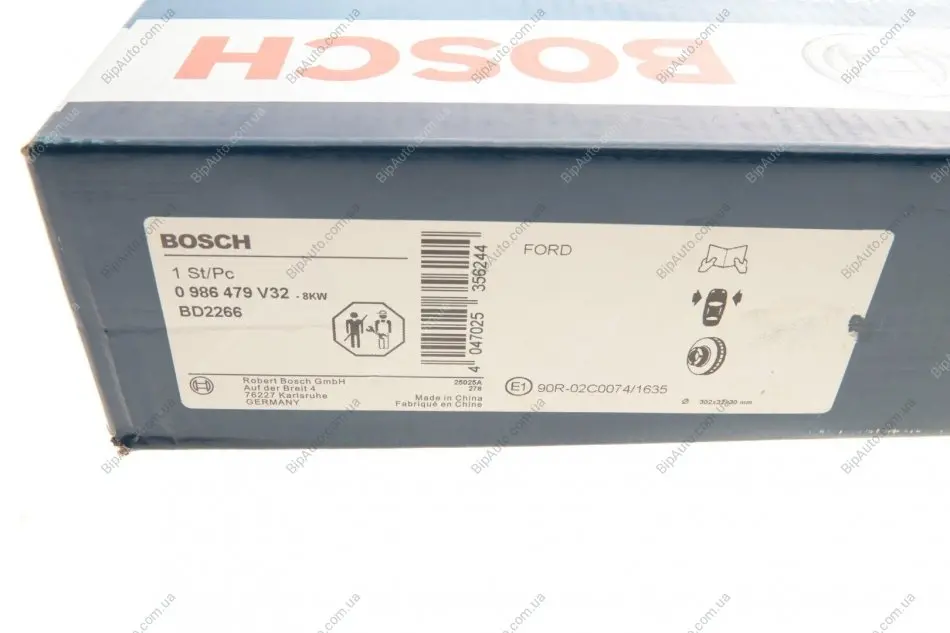 BOSCH
BOSCH
1 St/Pc
0 986 479 V32 - 8KW
BD2266
4 047025 356244
Robert Bosch GmbH
Auf der Breit 4
76227 Karlsruhe
GERMANY
25025A
278
Made in China
Fabriqué en Chine
FORD
E1 90R-02C0074/1635
BipAuto.com.ua